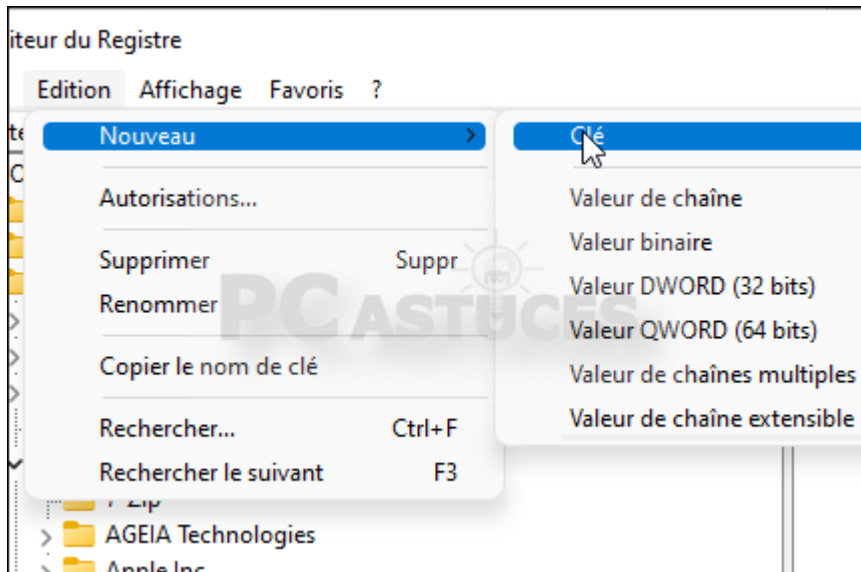 iteur du Registre
Edition Affichage Favoris ?
Nouveau
Clé
Autorisations...
Valeur de chaîne
Valeur binaire
Supprimer Suppr
Valeur DWORD (32 bits)
Renommer
Valeur QWORD (64 bits)
PC ASTUCES
Copier le nom de clé
Valeur de chaînes multiples
Valeur de chaîne extensible
Rechercher... Ctrl+F
Rechercher le suivant F3
7-Zip
AGEIA Technologies
Apple Inc.